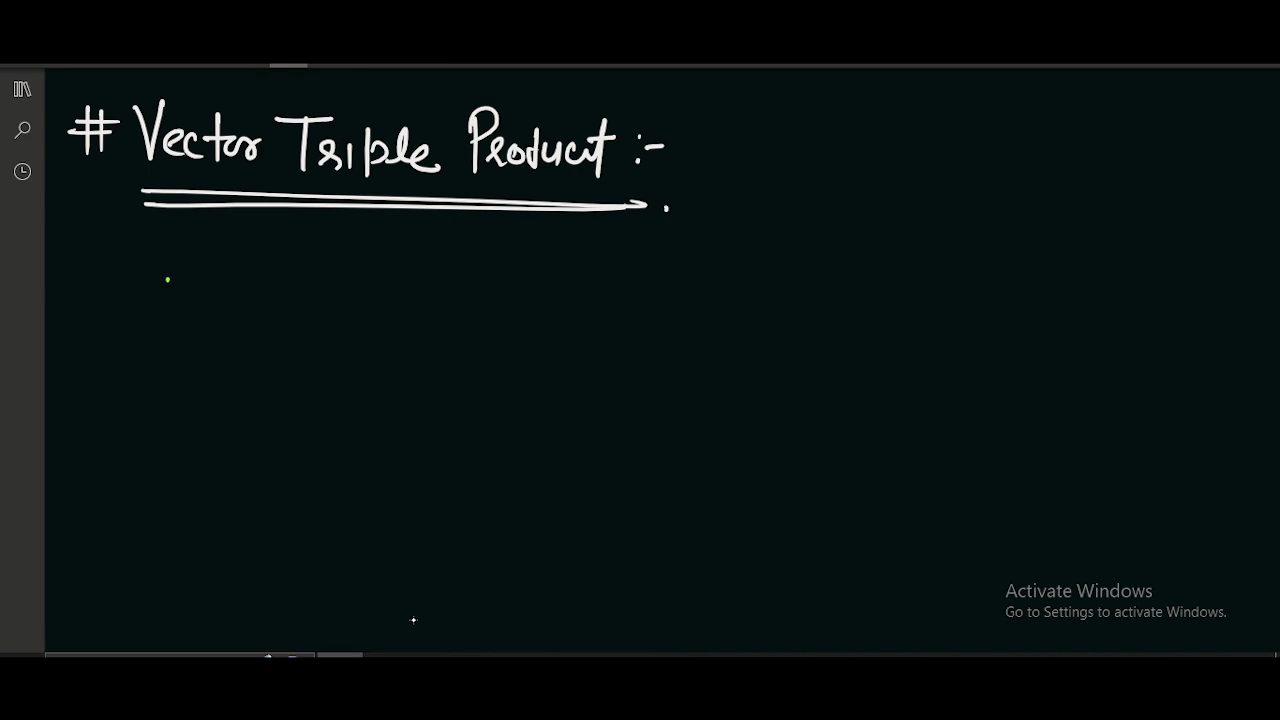 # Vector Triple Product :-
Activate Windows
Go to Settings to activate Windows.